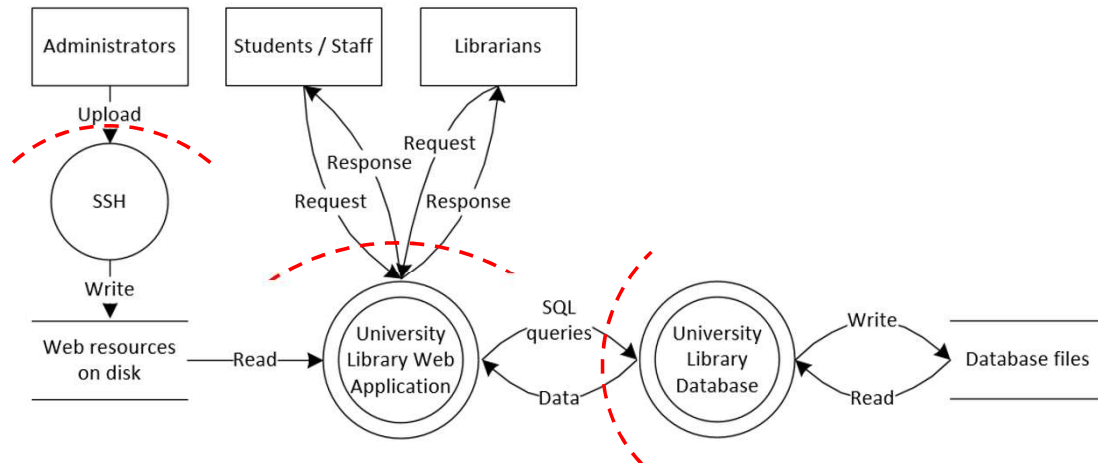 Administrators
Students / Staff
Librarians
Upload
Request
Response
SSH
Request
Response
Write
SQL
queries
Write
Web resources
on disk
Read
University
Library Web
Application
University
Library
Database
Database files
Data
Read